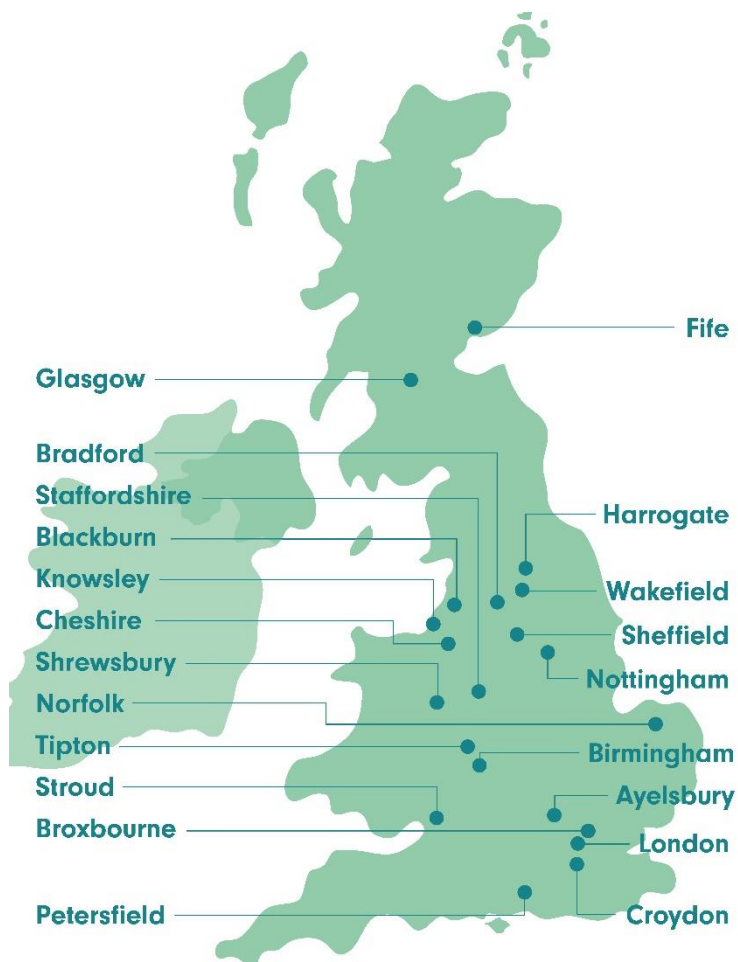 Fife
Glasgow
Bradford
Staffordshire
Harrogate
Blackburn
Knowsley
Wakefield
Cheshire
Sheffield
Shrewsbury
Nottingham
Norfolk
Tipton
Birmingham
Stroud
Ayelsbury
Broxbourne
London
Petersfield
Croydon